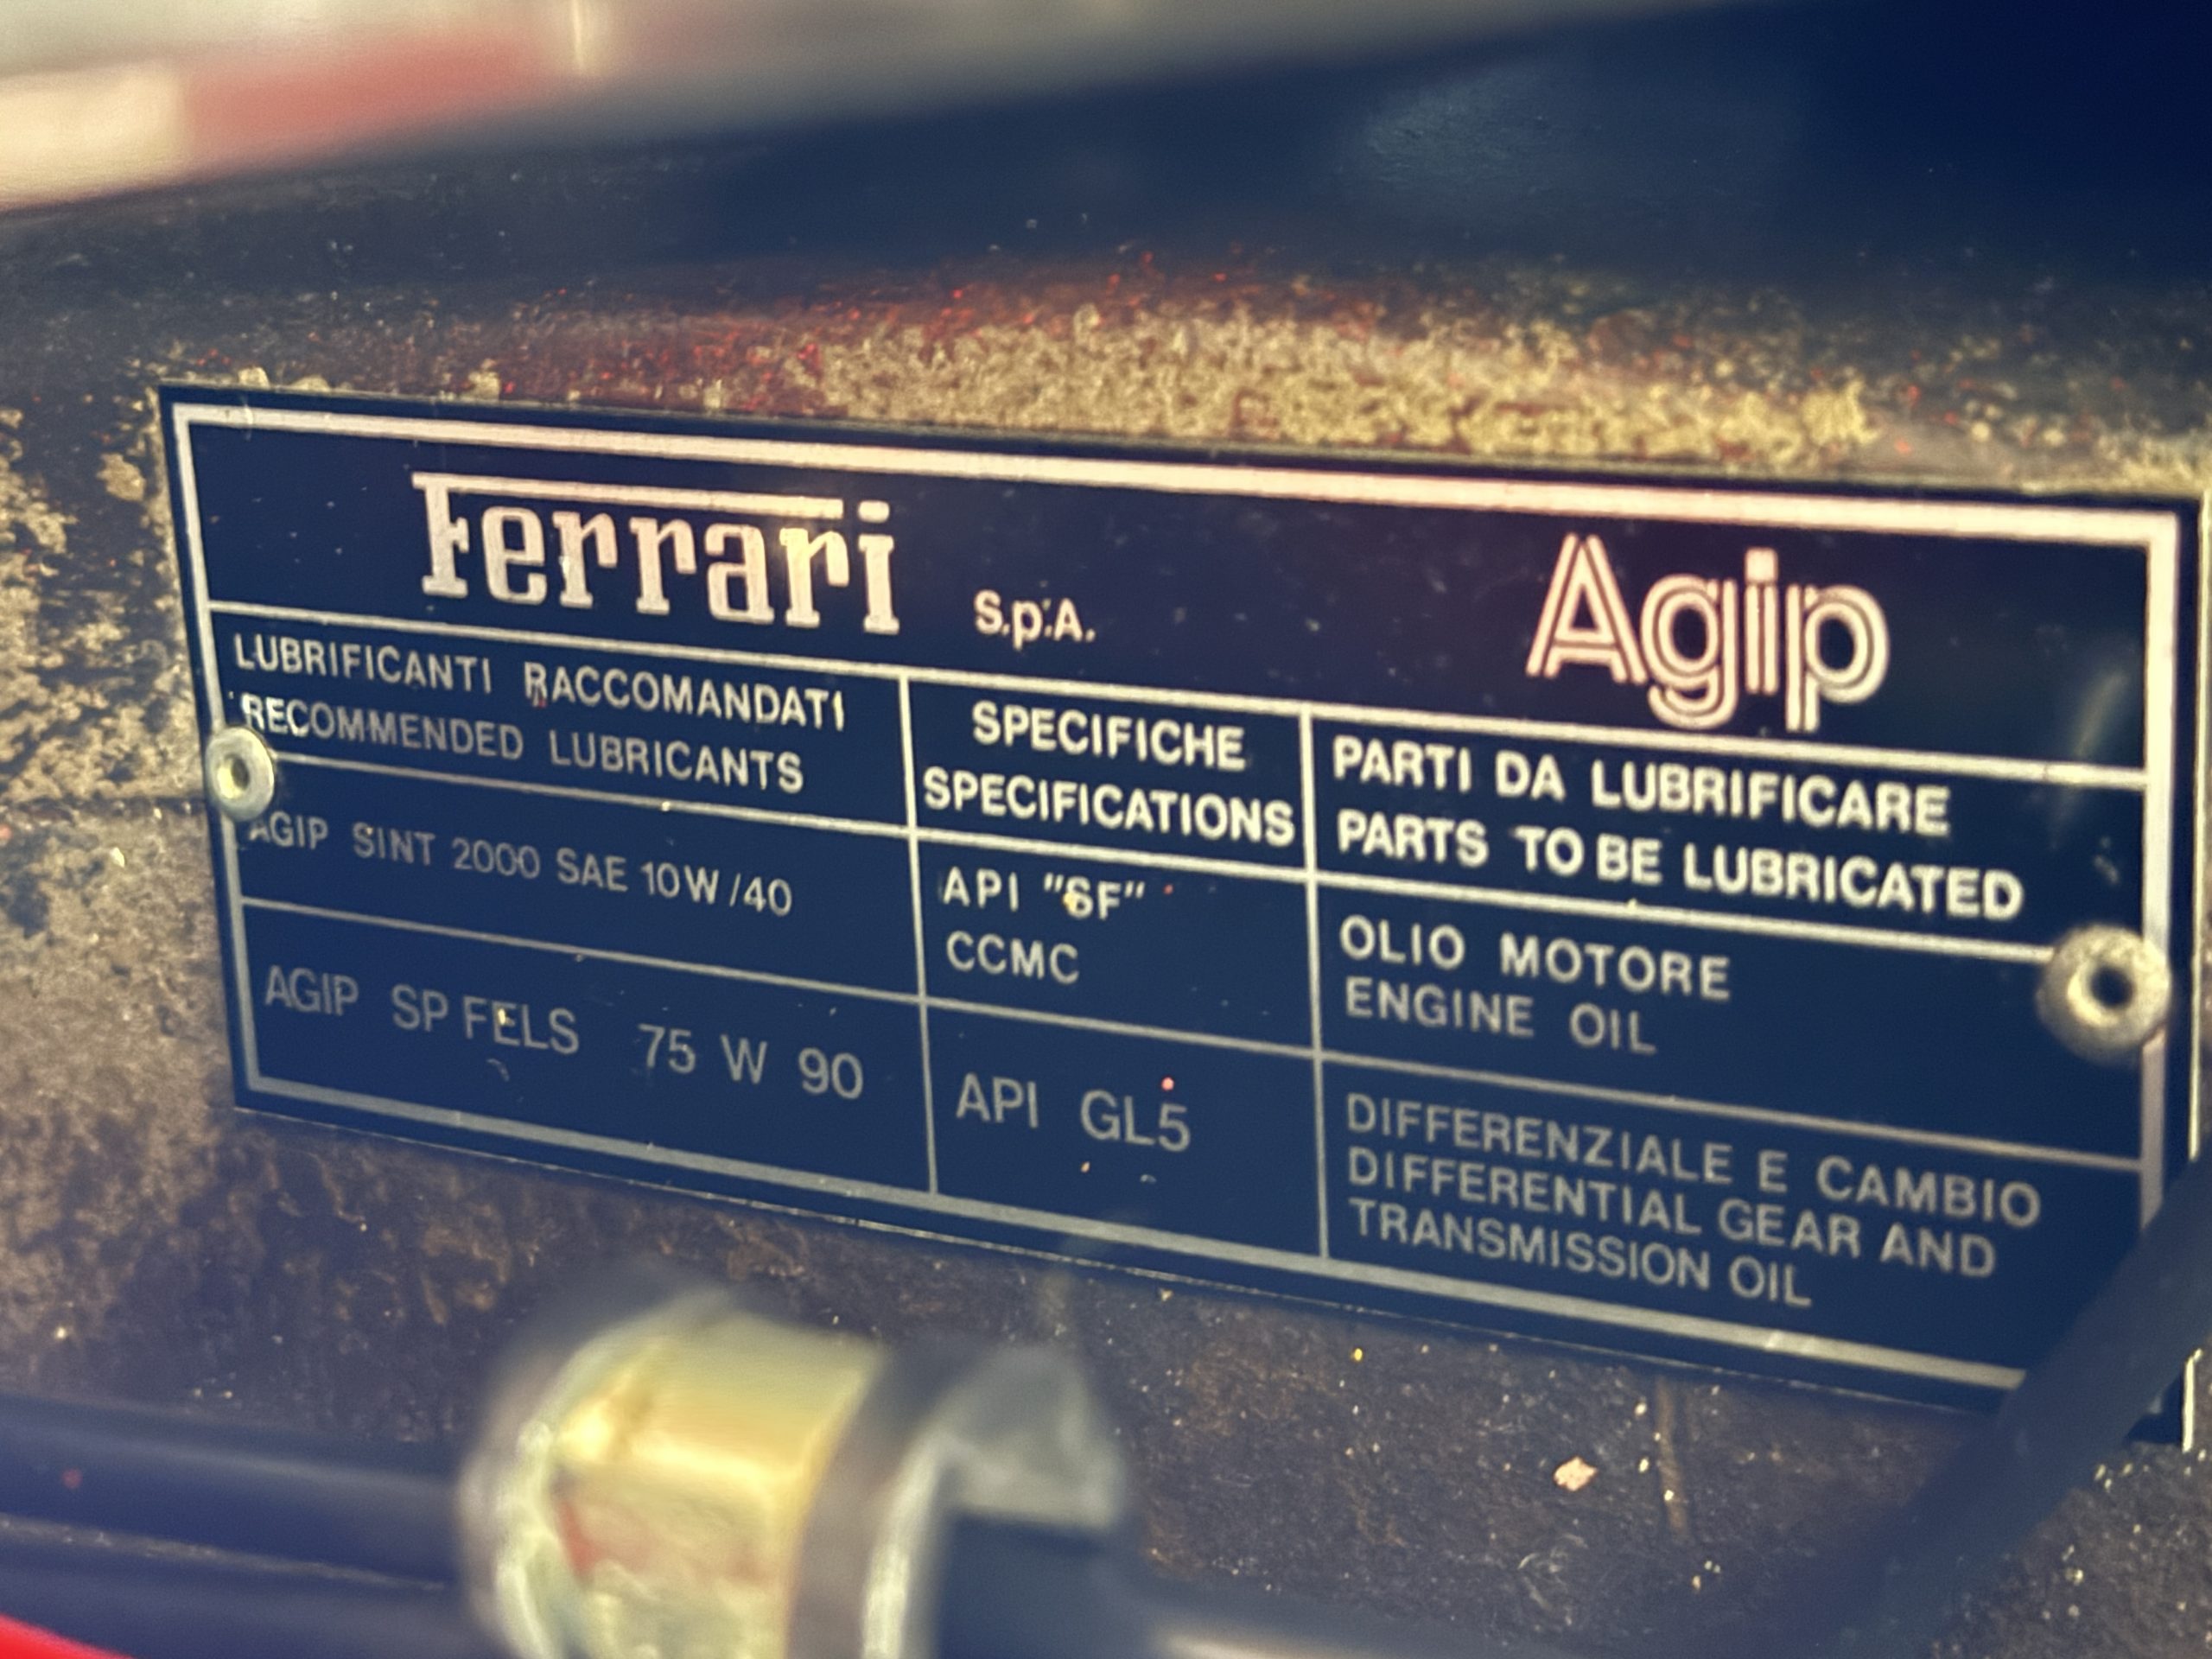 Ferrari S.p.A. Agip
LUBRIFICANTI RACCOMANDATI
RECOMMENDED LUBRICANTS
SPECIFICHE
SPECIFICATIONS
PARTI DA LUBRIFICARE
PARTS TO BE LUBRICATED
AGIP SINT 2000 SAE 10W/40
API "SF"
CCMC
OLIO MOTORE
ENGINE OIL
AGIP SP FELS 75 W 90
API GL5
DIFFERENZIALE E CAMBIO
DIFFERENTIAL GEAR AND
TRANSMISSION OIL